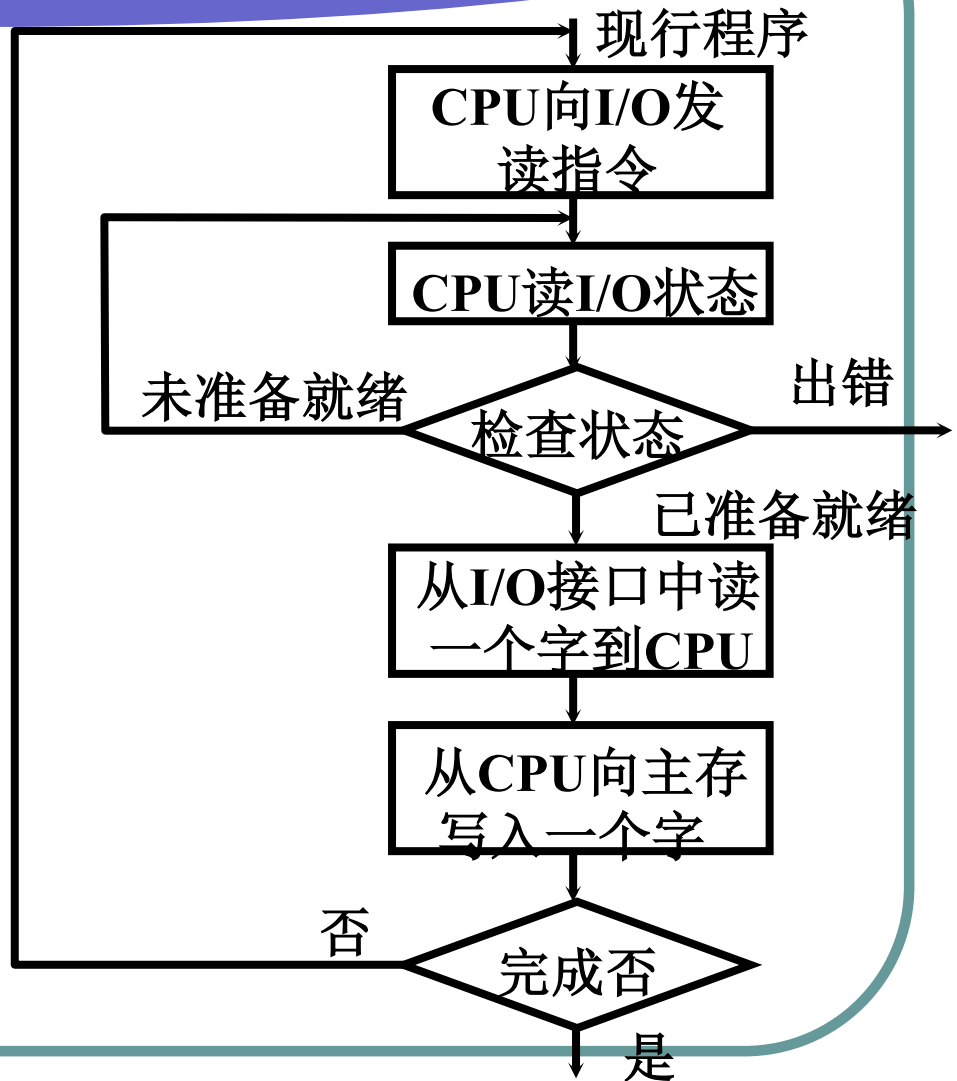 现行程序
CPU向I/O发
读指令
CPU读I/O状态
未准备就绪
检查状态
出错
已准备就绪
从I/O接口中读
一个字到CPU
从CPU向主存
写入一个字
否
完成否
是